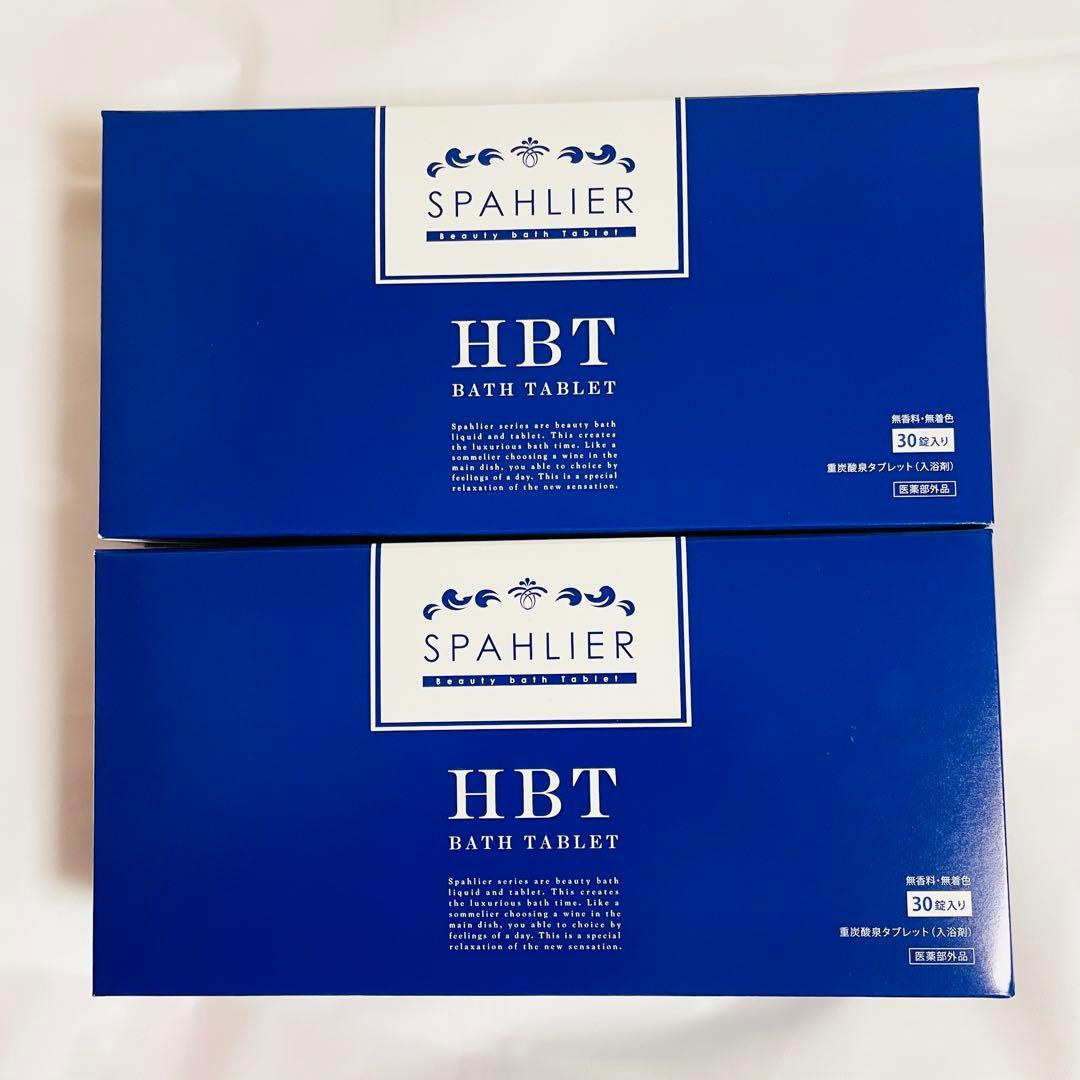 SPAHLIER
Beauty bath Tablet
HBT
BATH TABLET
Spahlier series are beauty bath
liquid and tablet. This creates
the luxurious bath time. Like a
sommelier choosing a wine in the
main dish, you able to choice by
feelings of a day. This is a special
relaxation of the new sensation.
無香料・無着色
30錠入り
重炭酸泉タブレット（入浴剤）
医薬部外品
SPAHLIER
Beauty bath Tablet
HBT
BATH TABLET
Spahlier series are beauty bath
liquid and tablet. This creates
the luxurious bath time. Like a
sommelier choosing a wine in the
main dish, you able to choice by
feelings of a day. This is a special
relaxation of the new sensation.
無香料・無着色
30錠入り
重炭酸泉タブレット（入浴剤）
医薬部外品